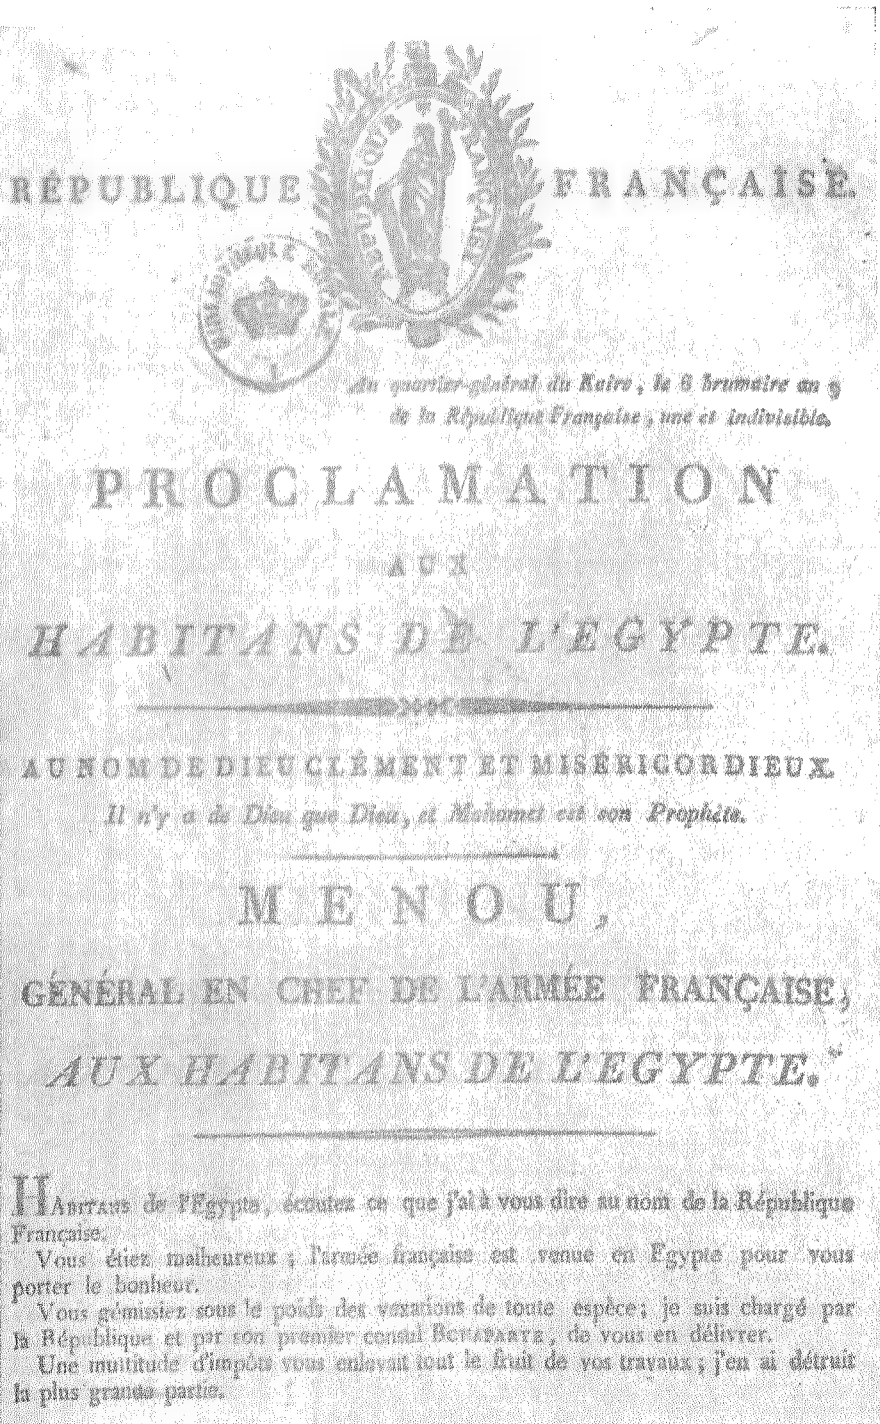 RÉPUBLIQUE FRANÇAISE.
RÉPUBLIQUE FRANÇAISE
BIBLIOTHÈQUE ROYALE
Au quartier-général du Kaire, le 6 brumaire an 9
de la République Française, une et indivisible.
PROCLAMATION
AUX
HABITANS DE L'EGYPTE.
AU NOM DE DIEU CLÉMENT ET MISÉRICORDIEUX.
Il n'y a de Dieu que Dieu, et Mahomet est son Prophète.
MENOU,
GÉNÉRAL EN CHEF DE L'ARMÉE FRANÇAISE,
AUX HABITANS DE L'EGYPTE.
HABITANS de l'Egypte, écoutez ce que j'ai à vous dire au nom de la République
Française.
Vous étiez malheureux ; l'armée française est venue en Egypte pour vous
porter le bonheur.
Vous gémissiez sous le poids des vexations de toute espèce ; je suis chargé par
la République et par son premier consul BONAPARTE, de vous en délivrer.
Une multitude d'impôts vous enlevait tout le fruit de vos travaux ; j'en ai détruit
la plus grande partie.